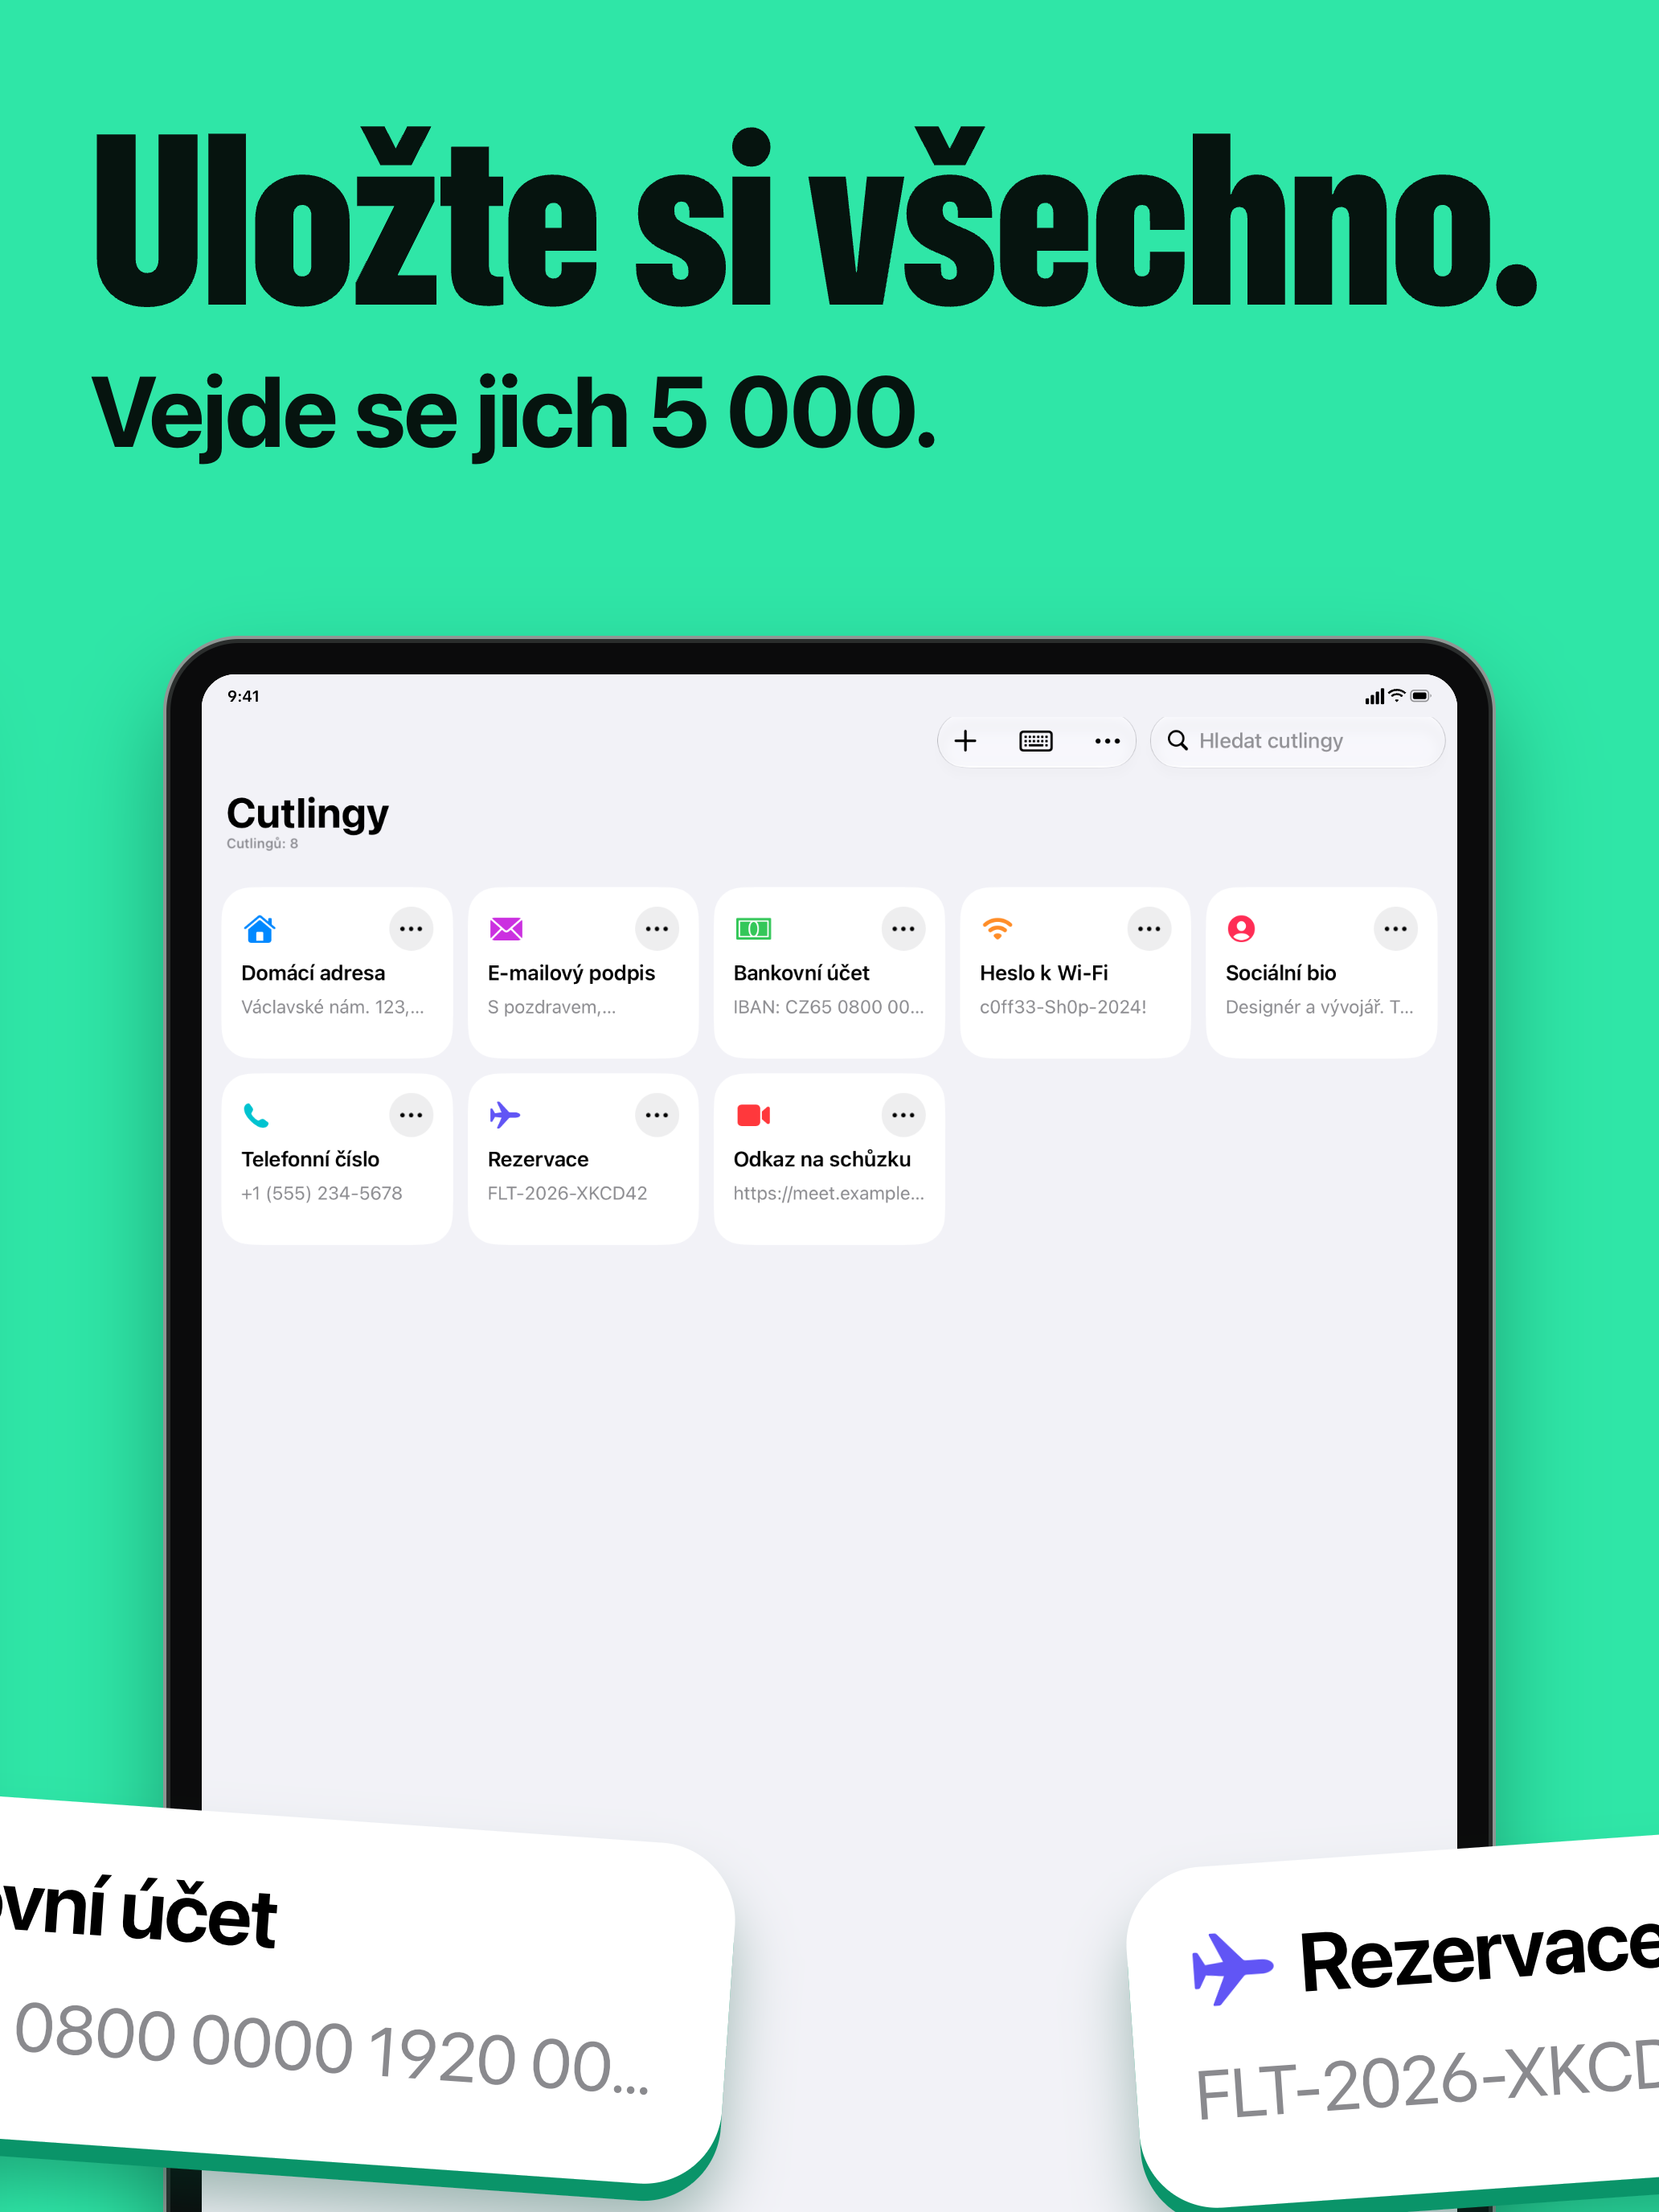 Uložte si všechno.
Vejde se jich 5 000.
9:41
Hledat cutlingy
Cutlingy
Cutlingů: 8
Domácí adresa
Václavské nám. 123,...
E-mailový podpis
S pozdravem,...
Bankovní účet
IBAN: CZ65 0800 00...
Heslo k Wi-Fi
c0ff33-Sh0p-2024!
Sociální bio
Designér a vývojář. T...
Telefonní číslo
+1 (555) 234-5678
Rezervace
FLT-2026-XKCD42
Odkaz na schůzku
https://meet.example...
ovní účet
0800 0000 1920 00...
Rezervace
FLT-2026-XKCD